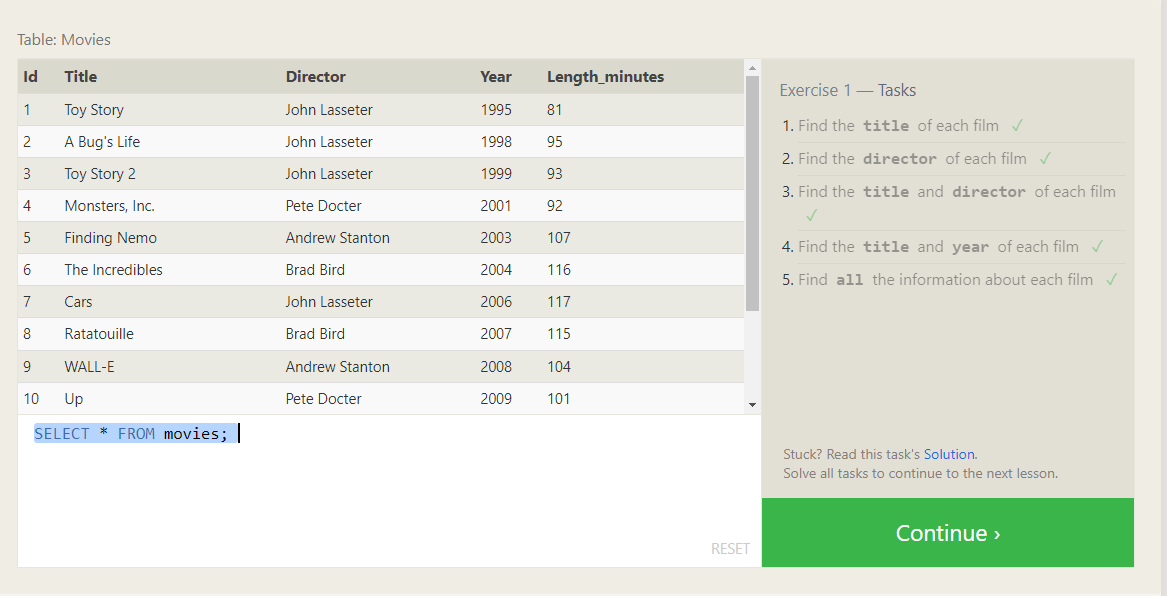 Table: Movies
Id Title Director Year Length_minutes
1 Toy Story John Lasseter 1995 81
2 A Bug's Life John Lasseter 1998 95
3 Toy Story 2 John Lasseter 1999 93
4 Monsters, Inc. Pete Docter 2001 92
5 Finding Nemo Andrew Stanton 2003 107
6 The Incredibles Brad Bird 2004 116
7 Cars John Lasseter 2006 117
8 Ratatouille Brad Bird 2007 115
9 WALL-E Andrew Stanton 2008 104
10 Up Pete Docter 2009 101
SELECT * FROM movies;
RESET
Exercise 1 — Tasks
1. Find the title of each film ✓
2. Find the director of each film ✓
3. Find the title and director of each film
✓
4. Find the title and year of each film ✓
5. Find all the information about each film ✓
Stuck? Read this task's Solution.
Solve all tasks to continue to the next lesson.
Continue ›